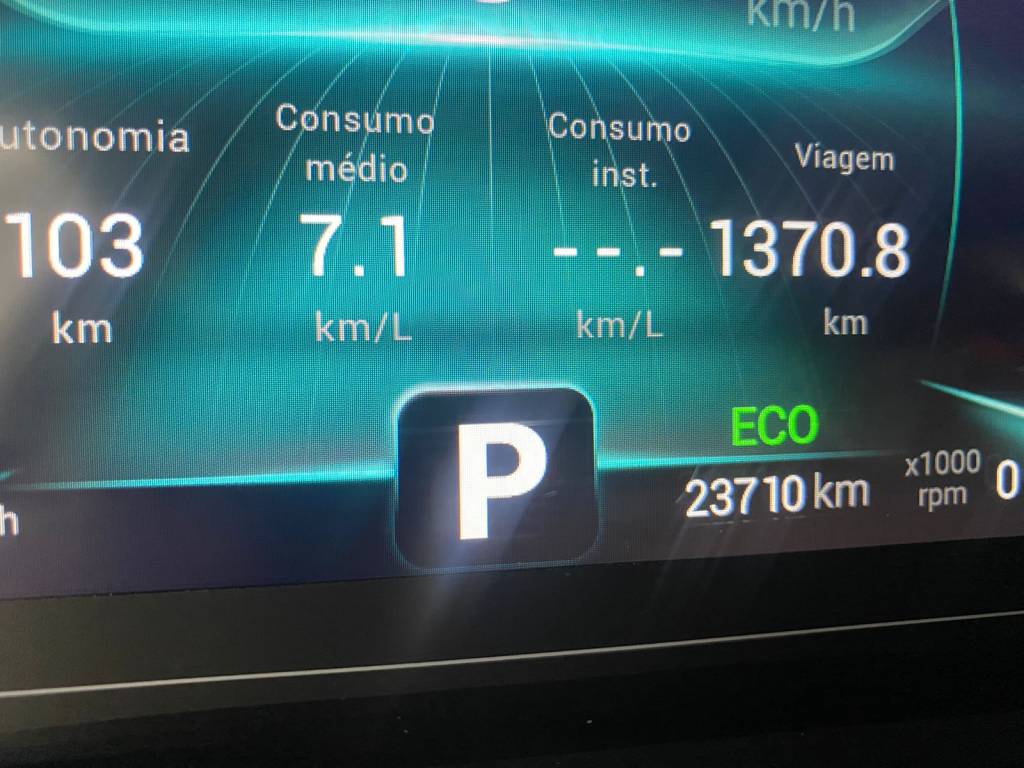 km/h
utonomia
103
km
Consumo
médio
7.1
km/L
Consumo
inst.
--.-
km/L
Viagem
1370.8
km
P
ECO
23710 km
x1000
rpm
0
h